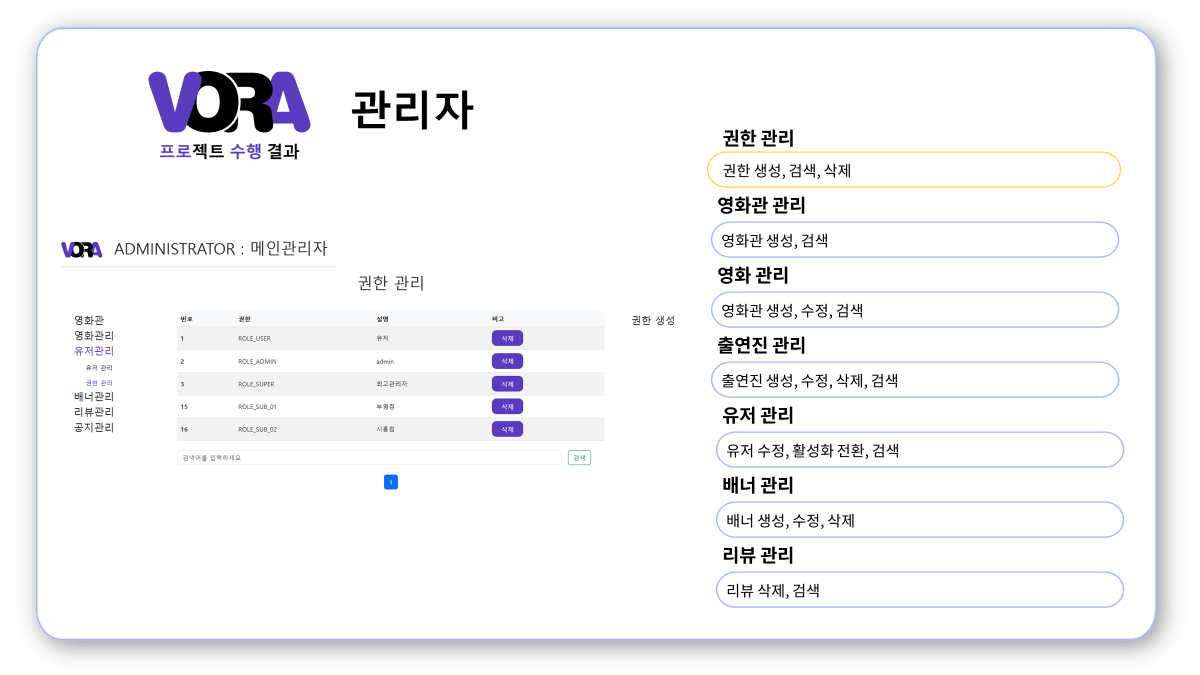 VORA
관리자
프로젝트 수행 결과
VORA ADMINISTRATOR : 메인관리자
권한 관리
영화관
영화관리
유저관리
유저 관리
권한 관리
배너관리
리뷰관리
공지관리
번호 권한 설명 비고
1 ROLE_USER 유저 삭제
2 ROLE_ADMIN admin 삭제
3 ROLE_SUPER 최고관리자 삭제
15 ROLE_SUB_01 부평점 삭제
16 ROLE_SUB_02 시흥점 삭제
검색어를 입력하세요 검색
1
권한 생성
권한 관리
권한 생성, 검색, 삭제
영화관 관리
영화관 생성, 검색
영화 관리
영화관 생성, 수정, 검색
출연진 관리
출연진 생성, 수정, 삭제, 검색
유저 관리
유저 수정, 활성화 전환, 검색
배너 관리
배너 생성, 수정, 삭제
리뷰 관리
리뷰 삭제, 검색